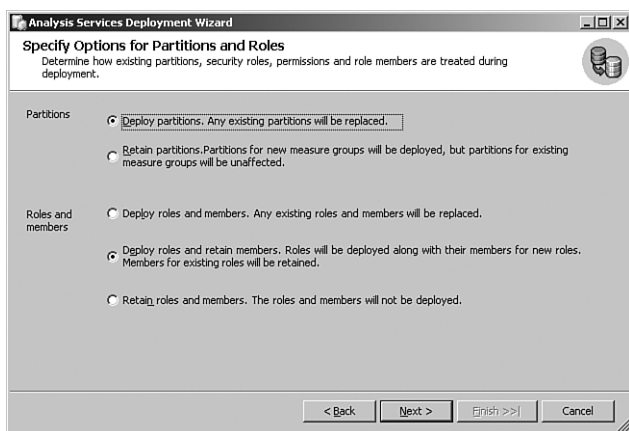 Analysis Services Deployment Wizard
Specify Options for Partitions and Roles
Determine how existing partitions, security roles, permissions and role members are treated during
deployment.
Partitions
Deploy partitions. Any existing partitions will be replaced.
Retain partitions.Partitions for new measure groups will be deployed, but partitions for existing
measure groups will be unaffected.
Roles and
members
Deploy roles and members. Any existing roles and members will be replaced.
Deploy roles and retain members. Roles will be deployed along with their members for new roles.
Members for existing roles will be retained.
Retain roles and members. The roles and members will not be deployed.
< Back
Next >
Finish >>|
Cancel